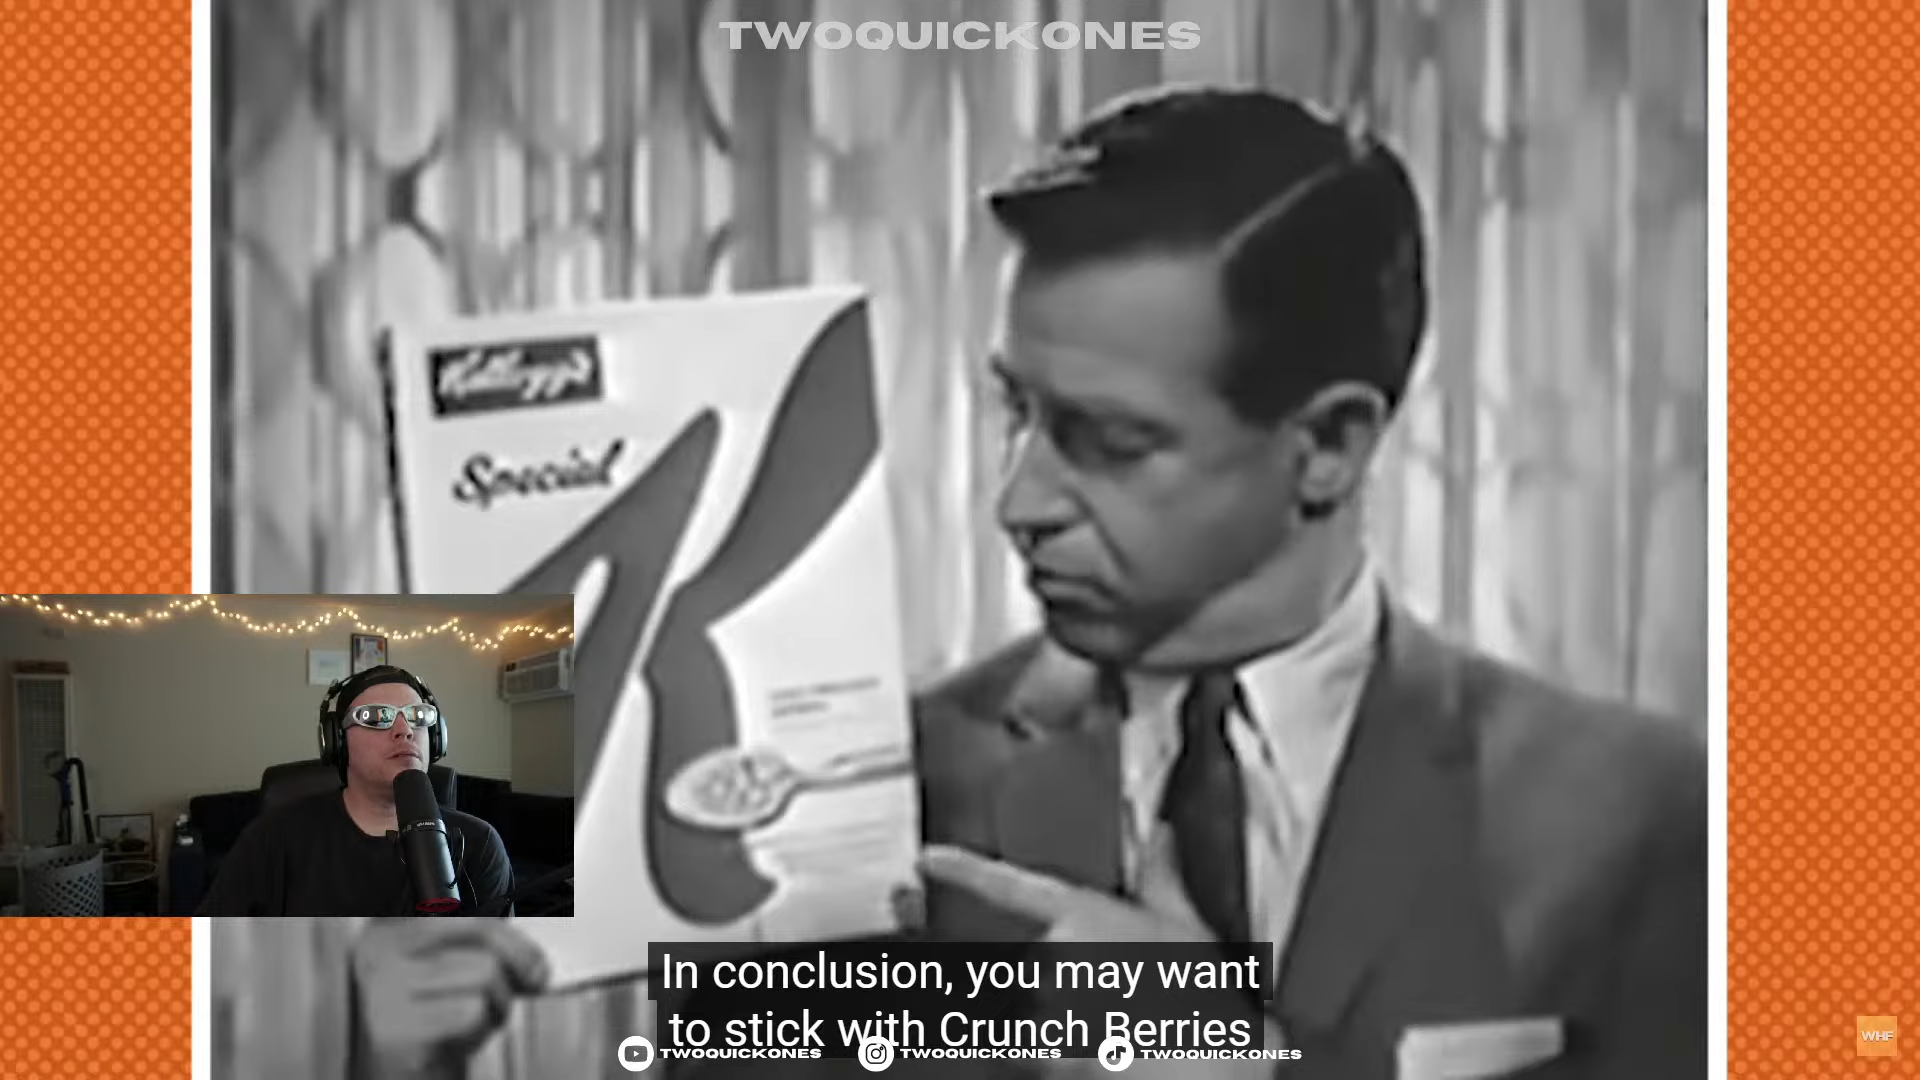 TWOQUICKONES
Kellogg's
Special
K
In conclusion, you may want
to stick with Crunch Berries
TWOQUICKONES TWOQUICKONES TWOQUICKONES
WHF